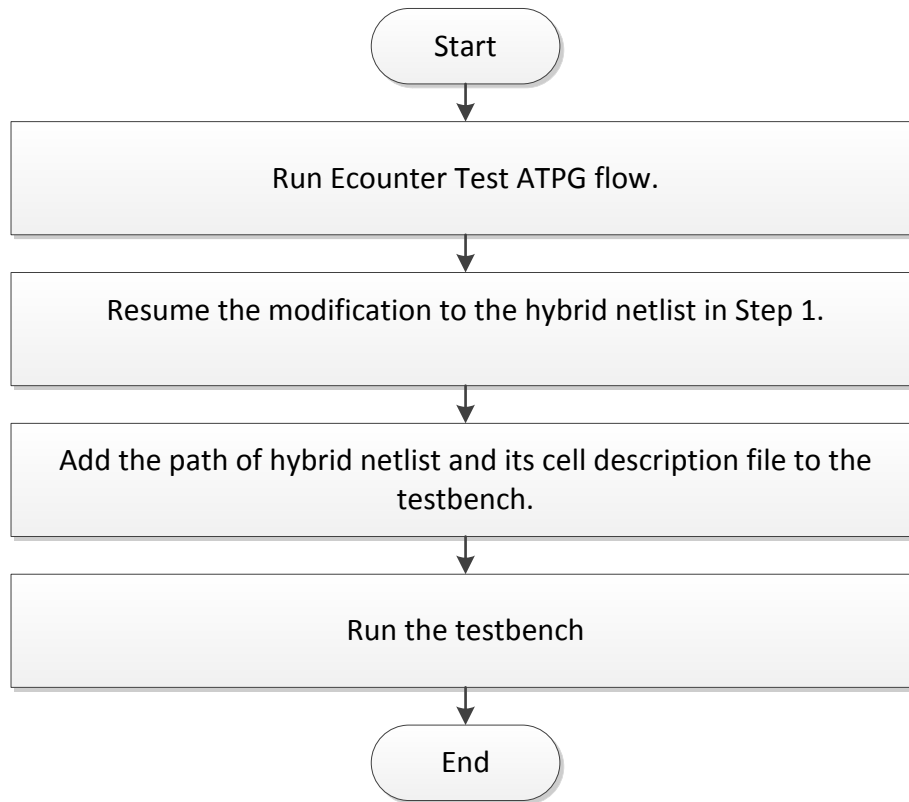 Start
Run Ecounter Test ATPG flow.
Resume the modification to the hybrid netlist in Step 1.
Add the path of hybrid netlist and its cell description file to the
testbench.
Run the testbench
End